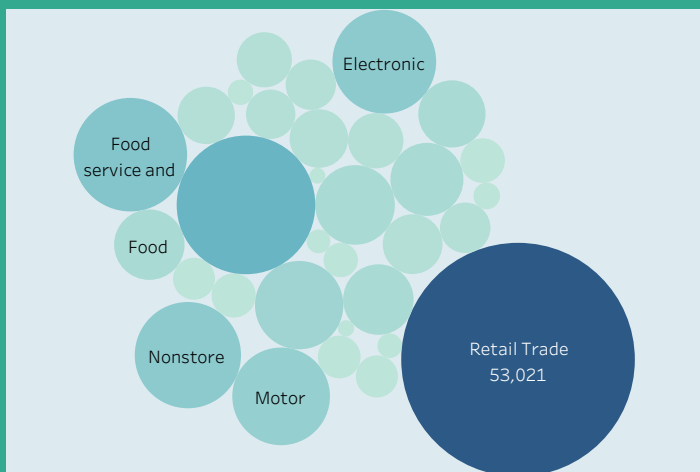 Electronic
Food
service and
Food
Nonstore
Motor
Retail Trade
53,021